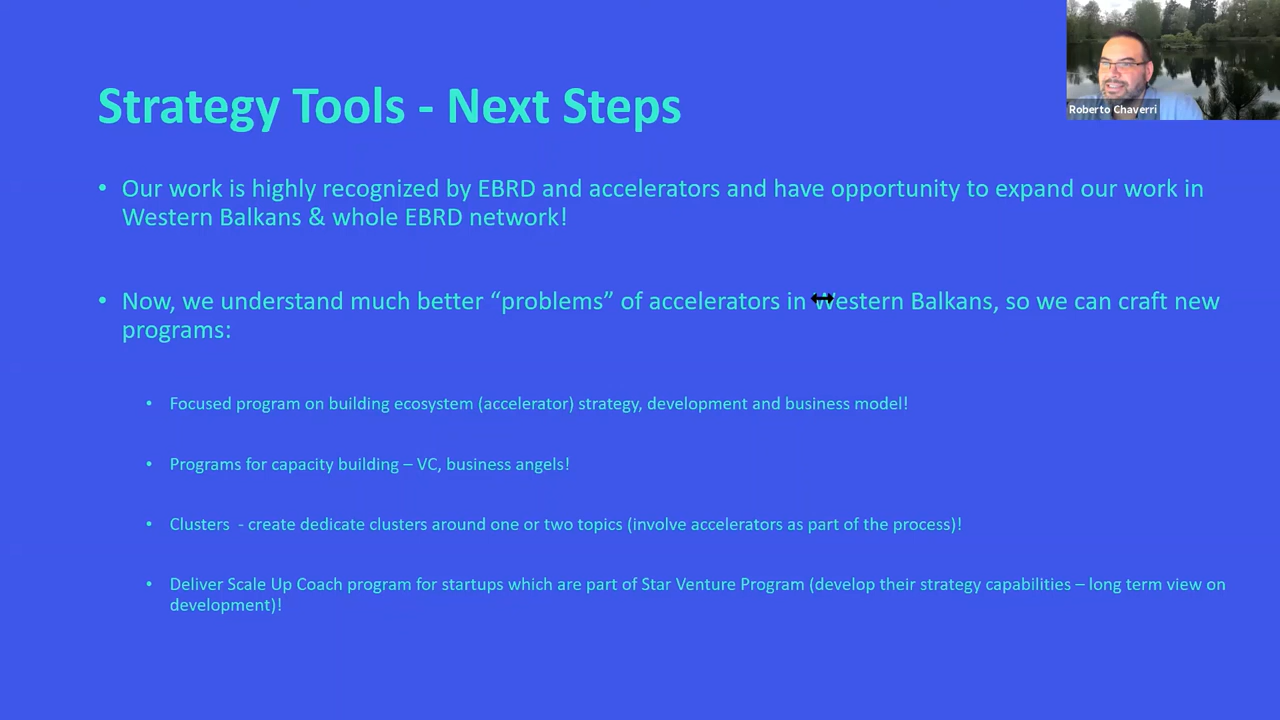 Strategy Tools - Next Steps
Roberto Chaverri
• Our work is highly recognized by EBRD and accelerators and have opportunity to expand our work in
Western Balkans & whole EBRD network!
• Now, we understand much better “problems” of accelerators in Western Balkans, so we can craft new
programs:
• Focused program on building ecosystem (accelerator) strategy, development and business model!
• Programs for capacity building – VC, business angels!
• Clusters  - create dedicate clusters around one or two topics (involve accelerators as part of the process)!
• Deliver Scale Up Coach program for startups which are part of Star Venture Program (develop their strategy capabilities – long term view on
development)!